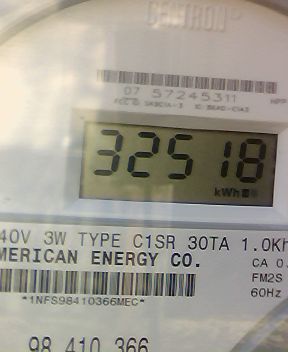 CENTRON®
07 57245311
32518
kWh
40V 3W TYPE C1SR 30TA 1.0Kh
MERICAN ENERGY CO.
CA 0.
FM2S
60Hz
*1NFS98410366MEC*
98 410 366